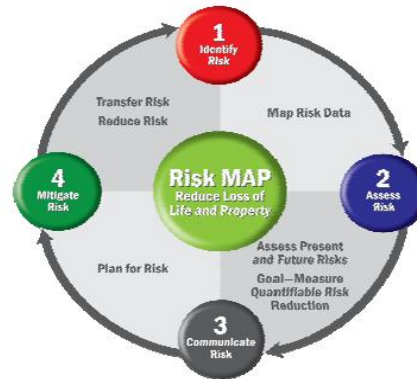 1
Identify
Risk
Transfer Risk
Reduce Risk
Map Risk Data
4
Mitigate
Risk
Risk MAP
Reduce Loss of
Life and Property
2
Assess
Risk
Plan for Risk
Assess Present
and Future Risks
Goal—Measure
Quantifiable Risk
Reduction
3
Communicate
Risk